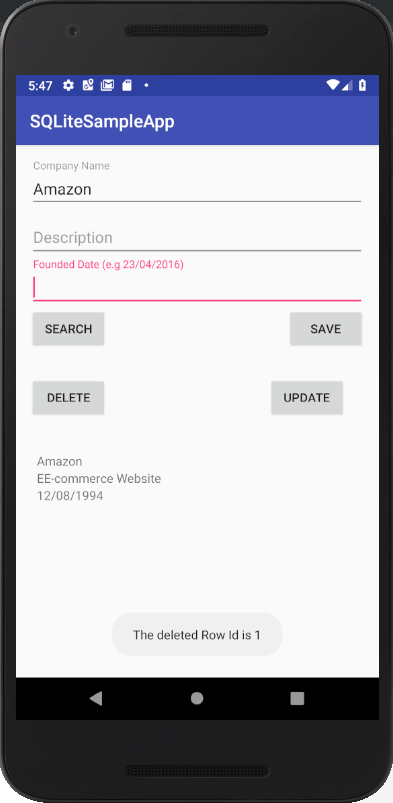 5:47
SQLiteSampleApp
Company Name
Amazon
Description
Founded Date (e.g 23/04/2016)
SEARCH SAVE
DELETE UPDATE
Amazon
EE-commerce Website
12/08/1994
The deleted Row Id is 1